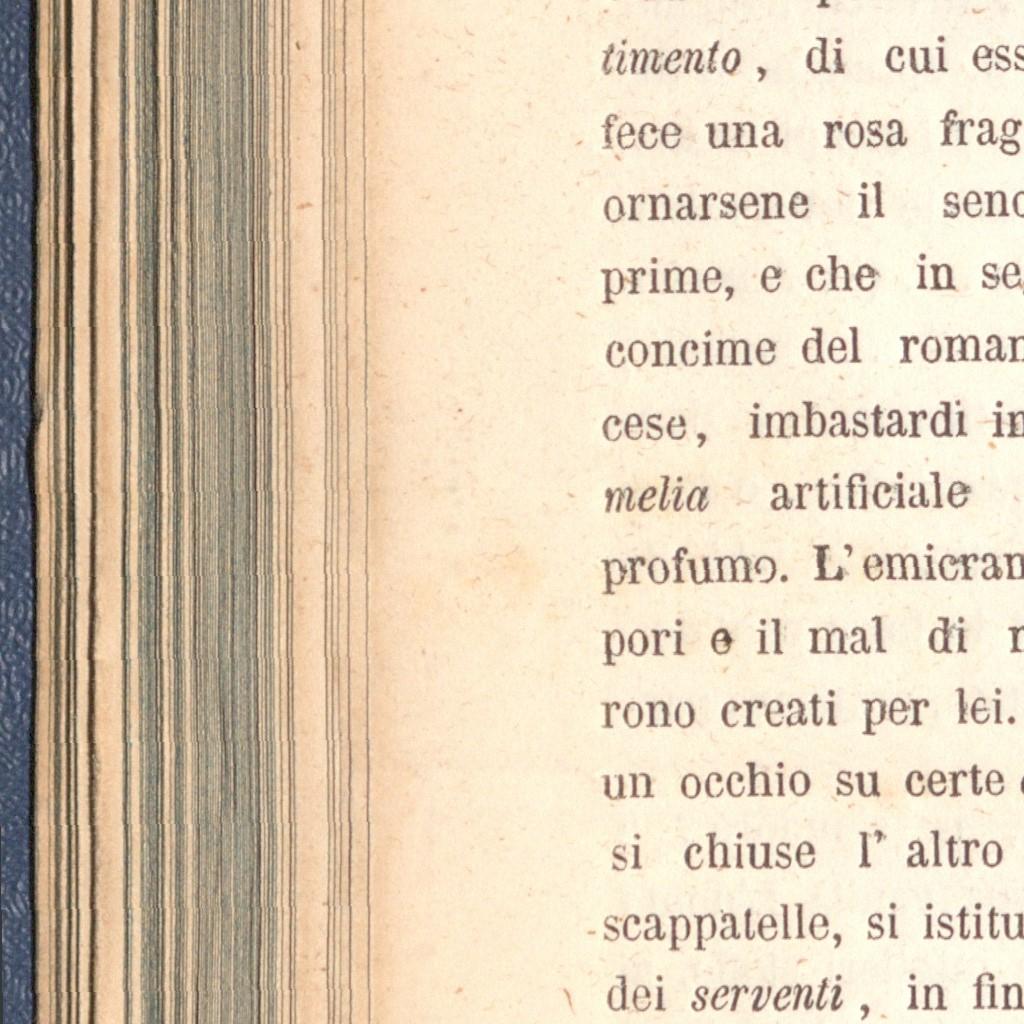 timento , di cui ess
fece una rosa frag
ornarsene il seno
prime, e che in se
concime del roman
cese, imbastardi in
melia artificiale
profumo. L' emicran
pori e il mal di
rono creati per lei.
un occhio su certe
si chiuse l' altro
scappatelle, si istitu
dei serventi , in fin